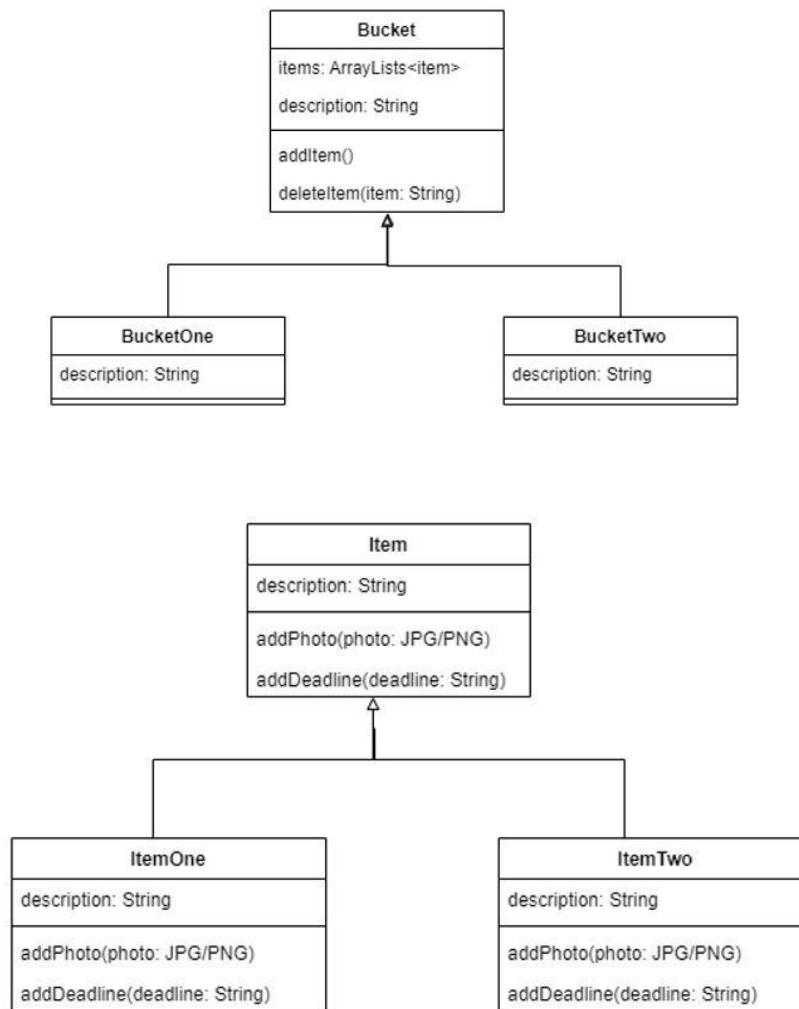 Bucket
items: ArrayLists<item>
description: String
addItem()
deleteItem(item: String)
BucketOne
description: String
BucketTwo
description: String
Item
description: String
addPhoto(photo: JPG/PNG)
addDeadline(deadline: String)
ItemOne
description: String
addPhoto(photo: JPG/PNG)
addDeadline(deadline: String)
ItemTwo
description: String
addPhoto(photo: JPG/PNG)
addDeadline(deadline: String)